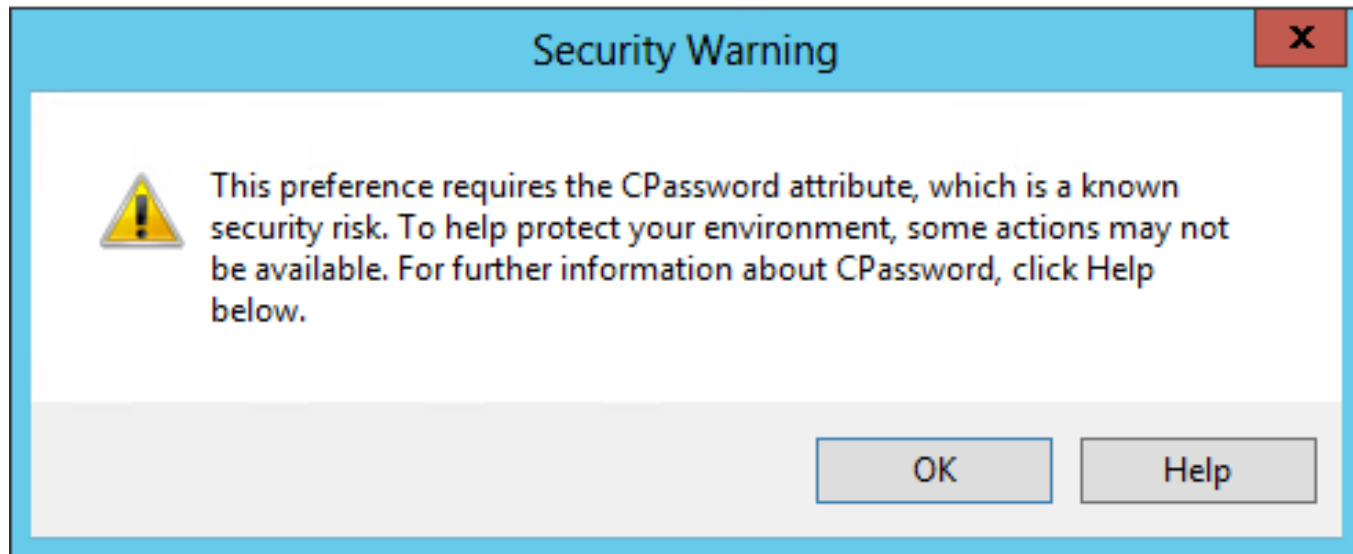 Security Warning
x
This preference requires the CPassword attribute, which is a known
security risk. To help protect your environment, some actions may not
be available. For further information about CPassword, click Help
below.
OK
Help